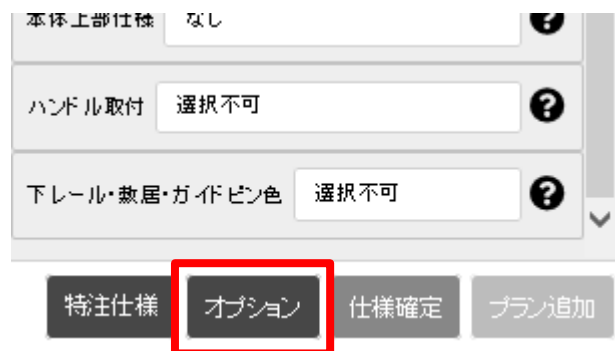 本体上部仕様 なし
ハンドル取付 選択不可
下レール・敷居・ガイドピン色 選択不可
特注仕様 オプション 仕様確定 プラン追加